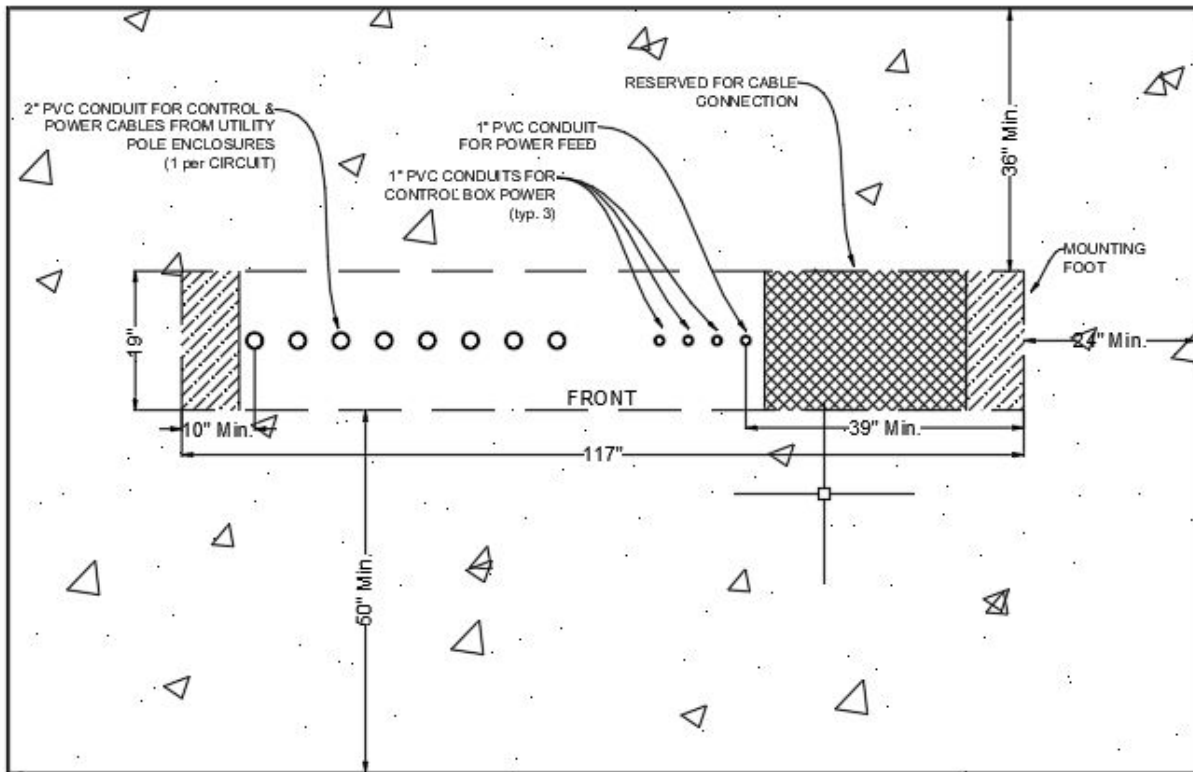 2" PVC CONDUIT FOR CONTROL &
POWER CABLES FROM UTILITY
POLE ENCLOSURES
(1 per CIRCUIT)
1" PVC CONDUIT
FOR POWER FEED
1" PVC CONDUITS FOR
CONTROL BOX POWER
(typ. 3)
RESERVED FOR CABLE
CONNECTION
36" Min.
MOUNTING
FOOT
19"
24" Min.
FRONT
10" Min.
39" Min.
117"
60" Min.